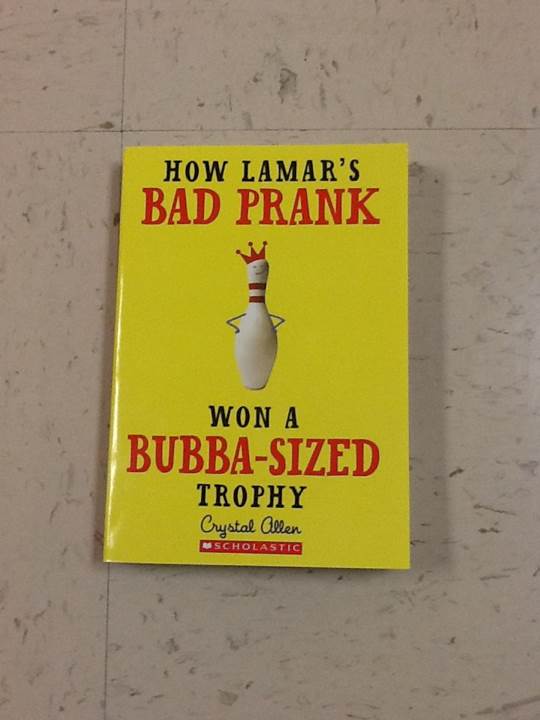 HOW LAMAR'S
BAD PRANK
WON A
BUBBA-SIZED
TROPHY
Crystal Allen
SCHOLASTIC